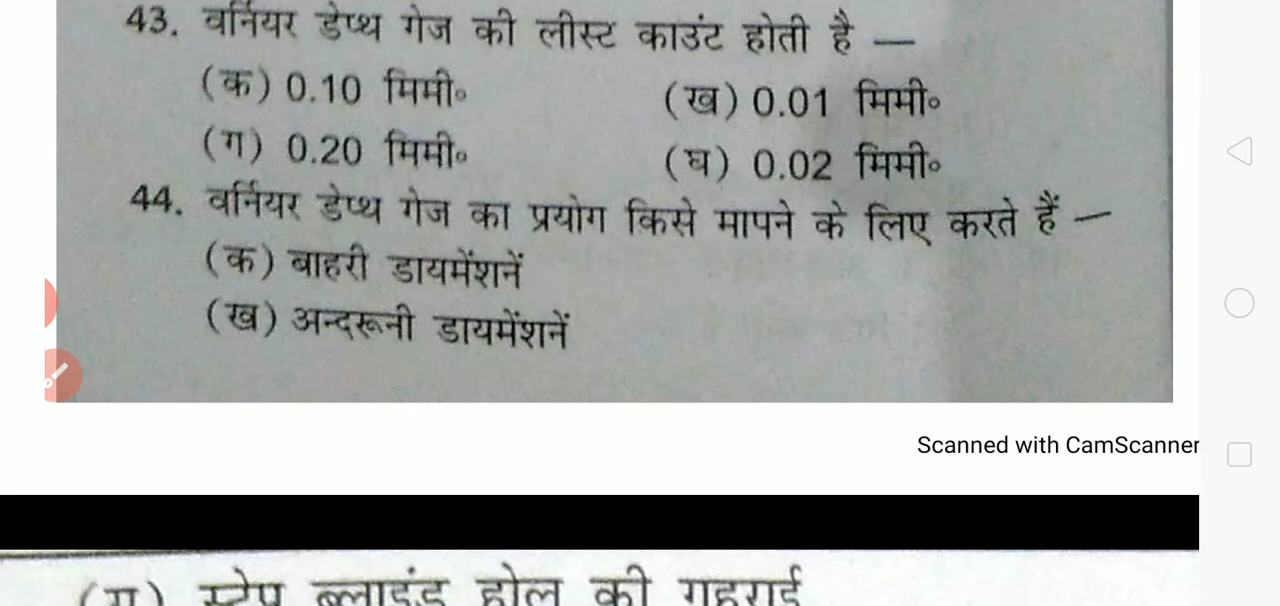 43. वर्नियर डेप्थ गेज की लीस्ट काउंट होती है —
(क) 0.10 मिमी॰ (ख) 0.01 मिमी॰
(ग) 0.20 मिमी॰ (घ) 0.02 मिमी॰
44. वर्नियर डेप्थ गेज का प्रयोग किसे मापने के लिए करते हैं —
(क) बाहरी डायमेंशनें
(ख) अन्दरूनी डायमेंशनें
Scanned with CamScanner
(ग) स्टेप ब्लाइंड होल की गहराई